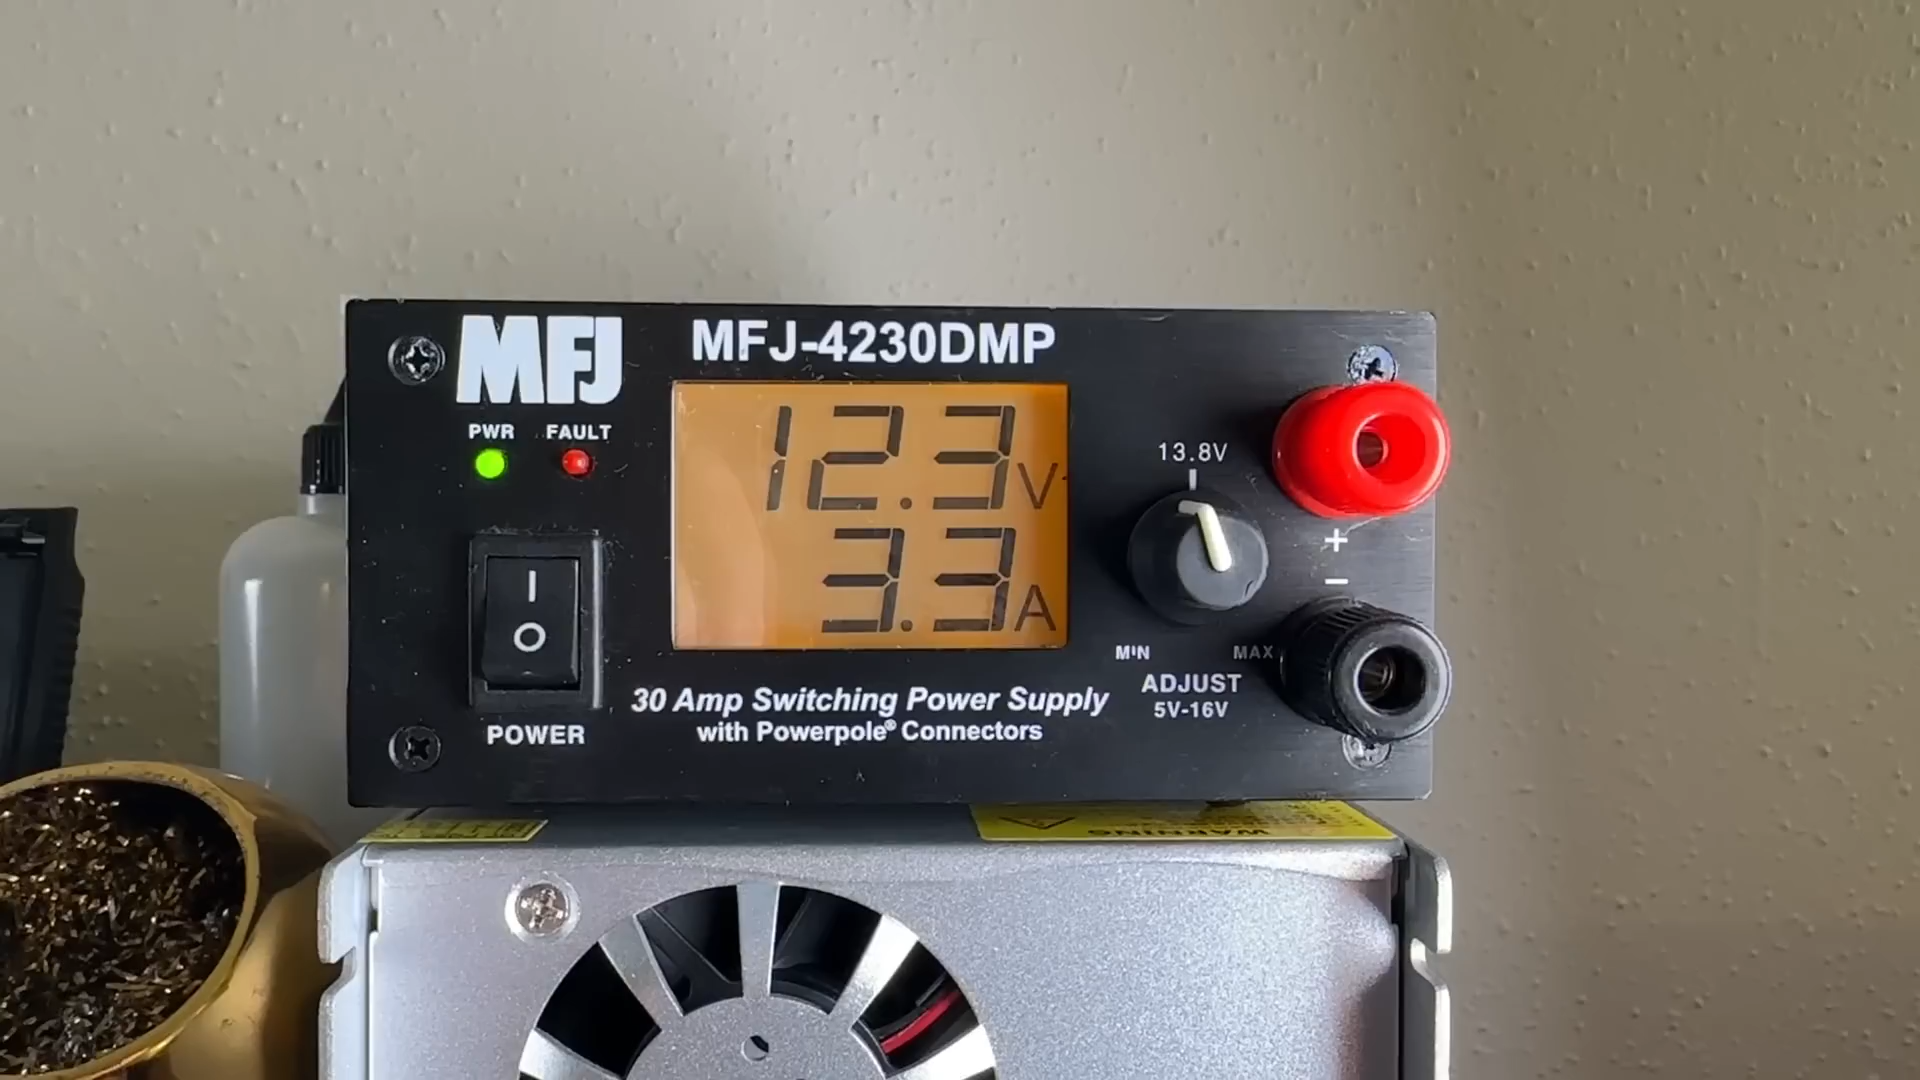 MFJ
MFJ-4230DMP
PWR FAULT
12.3V
3.3A
13.8V
I
O
POWER
+
−
MIN MAX
ADJUST
5V-16V
30 Amp Switching Power Supply
with Powerpole® Connectors
WARNING